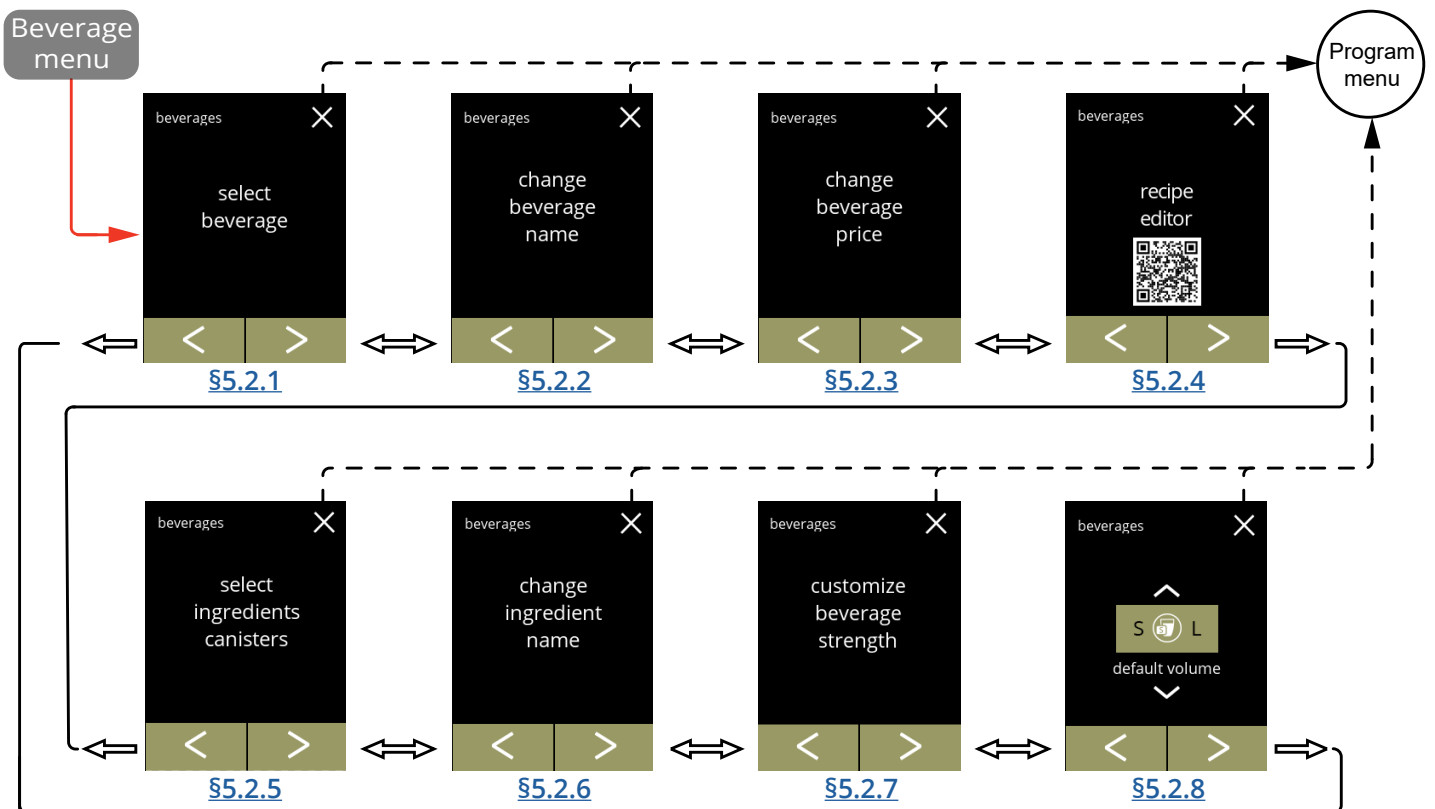 Beverage
menu
Program
menu
beverages
select
beverage
§5.2.1
beverages
change
beverage
name
§5.2.2
beverages
change
beverage
price
§5.2.3
beverages
recipe
editor
§5.2.4
beverages
select
ingredients
canisters
§5.2.5
beverages
change
ingredient
name
§5.2.6
beverages
customize
beverage
strength
§5.2.7
beverages
S L
default volume
§5.2.8